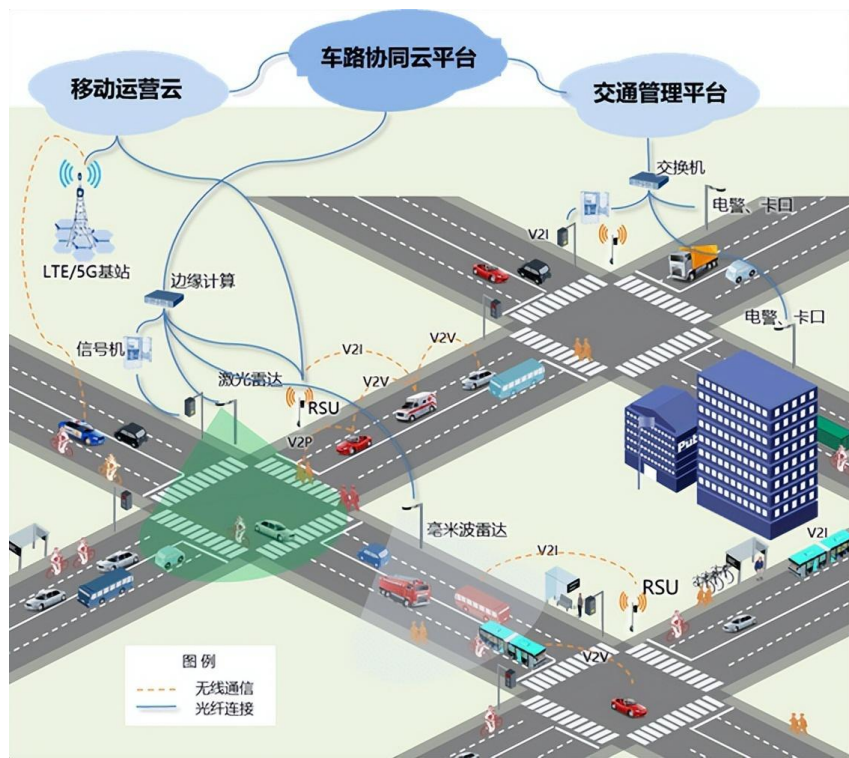 车路协同云平台
移动运营云
交通管理平台
交换机
电警、卡口
V2I
LTE/5G基站
边缘计算
电警、卡口
信号机
V2I
V2V
激光雷达
V2V
RSU
V2P
Pub
毫米波雷达
V2I
V2I
RSU
V2V
图例
无线通信
光纤连接